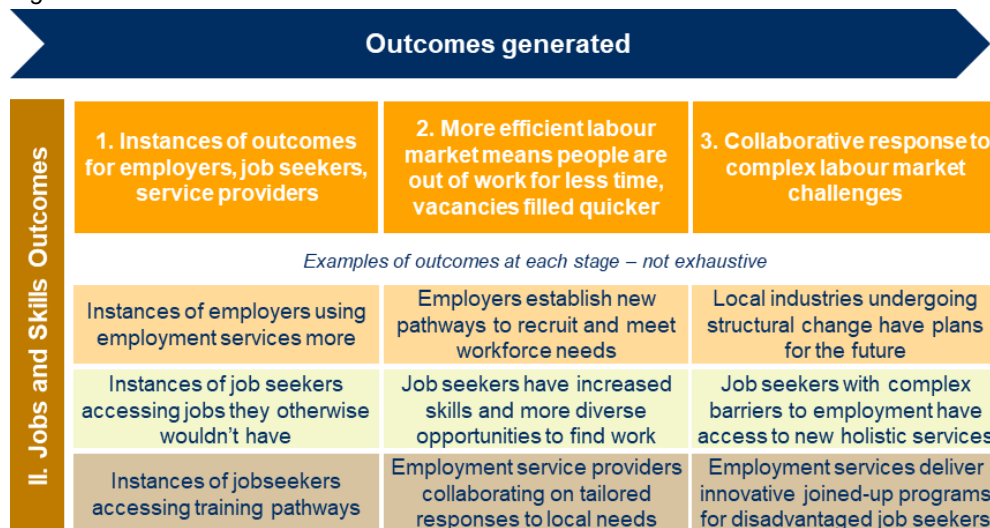 Outcomes generated
II. Jobs and Skills Outcomes
1. Instances of outcomes
for employers, job seekers,
service providers
2. More efficient labour
market means people are
out of work for less time,
vacancies filled quicker
3. Collaborative response to
complex labour market
challenges
Examples of outcomes at each stage – not exhaustive
Instances of employers using
employment services more
Employers establish new
pathways to recruit and meet
workforce needs
Local industries undergoing
structural change have plans
for the future
Instances of job seekers
accessing jobs they otherwise
wouldn't have
Job seekers have increased
skills and more diverse
opportunities to find work
Job seekers with complex
barriers to employment have
access to new holistic services
Instances of jobseekers
accessing training pathways
Employment service providers
collaborating on tailored
responses to local needs
Employment services deliver
innovative joined-up programs
for disadvantaged job seekers